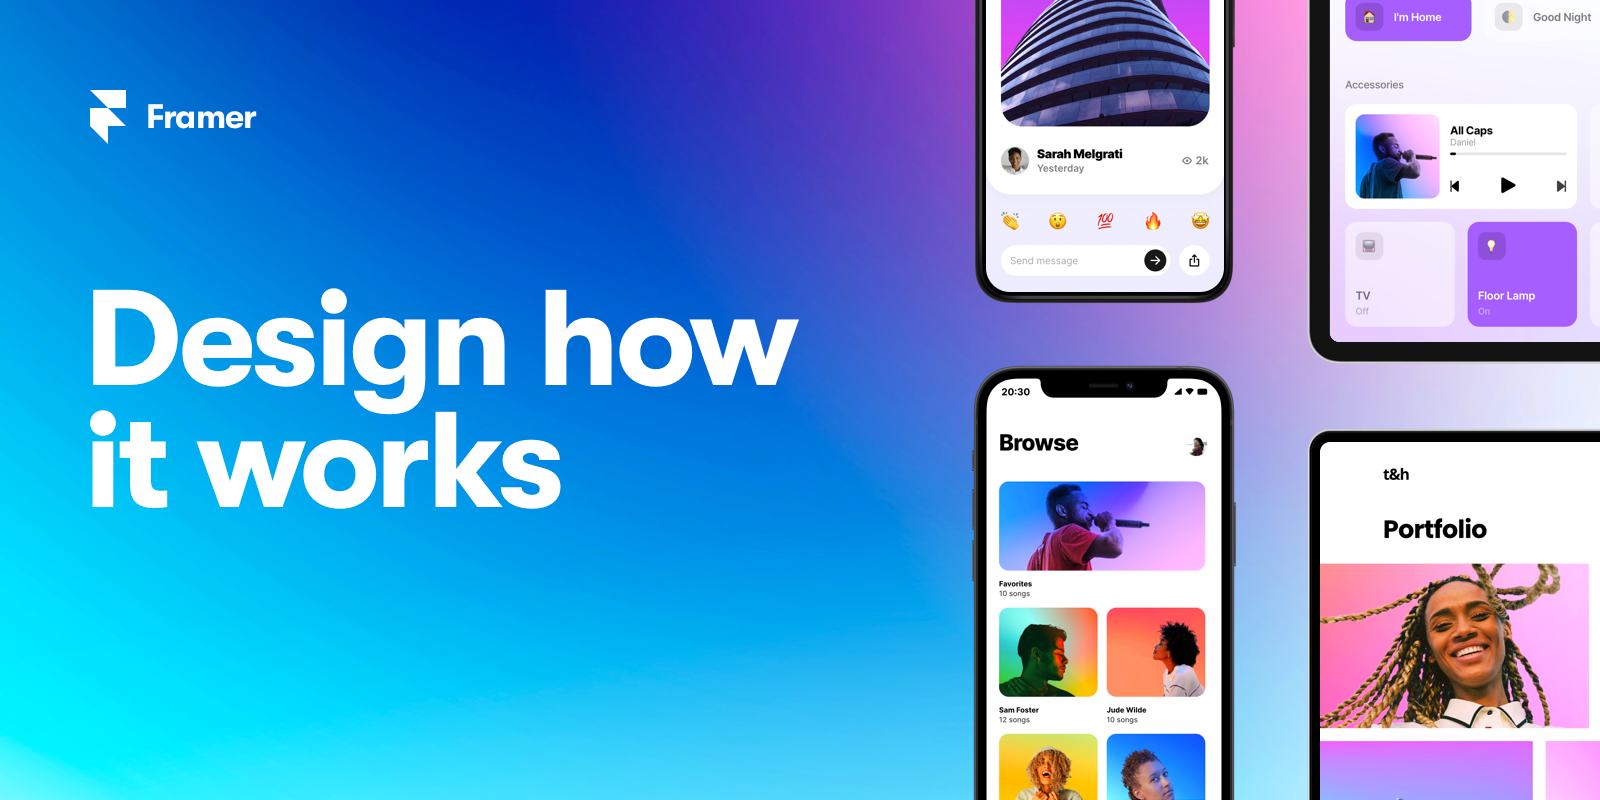 Framer
Design how
it works
Sarah Melgrati
Yesterday
2k
Send message
20:30
Browse
Favorites
10 songs
Sam Foster
12 songs
Jude Wilde
10 songs
I'm Home
Good Night
Accessories
All Caps
Daniel
TV
Off
Floor Lamp
On
t&h
Portfolio